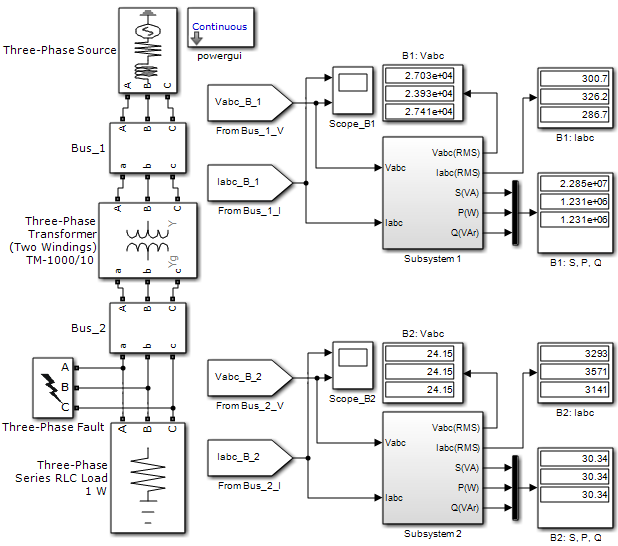 Continuous
powergui
Three-Phase Source
A B C
A B C
Bus_1
a b c
A B C
Three-Phase
Transformer
(Two Windings)
TM-1000/10
Y
Yg
a b c
A B C
Bus_2
a b c
A
B
C
Three-Phase Fault
A B C
Three-Phase
Series RLC Load
1 W
B1: Vabc
2.703e+04
2.393e+04
2.741e+04
Vabc_B_1
From Bus_1_V
Scope_B1
300.7
326.2
286.7
B1: Iabc
Iabc_B_1
From Bus_1_I
Vabc
Iabc
Vabc(RMS)
Iabc(RMS)
S(VA)
P(W)
Q(VAr)
Subsystem 1
2.285e+07
1.231e+06
1.231e+06
B1: S, P, Q
B2: Vabc
24.15
24.15
24.15
Vabc_B_2
From Bus_2_V
Scope_B2
3293
3571
3141
B2: Iabc
Iabc_B_2
From Bus_2_I
Vabc
Iabc
Vabc(RMS)
Iabc(RMS)
S(VA)
P(W)
Q(VAr)
Subsystem 2
30.34
30.34
30.34
B2: S, P, Q